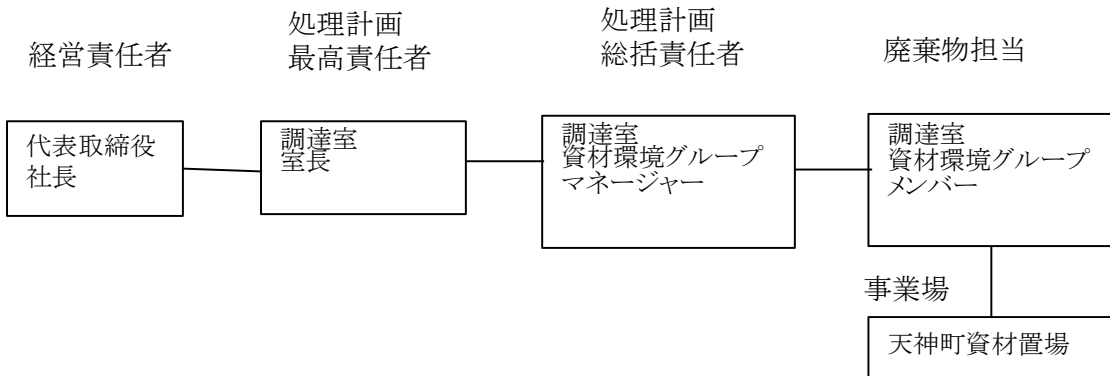 経営責任者
処理計画
最高責任者
処理計画
総括責任者
廃棄物担当
代表取締役
社長
調達室
室長
調達室
資材環境グループ
マネージャー
調達室
資材環境グループ
メンバー
事業場
天神町資材置場